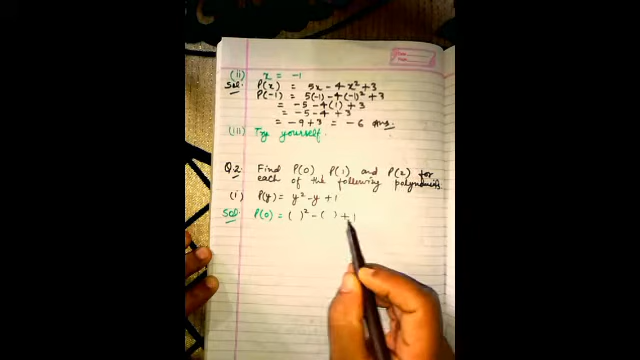 (ii) x = -1
Sol: P(x) = 5x - 4x² + 3
P(-1) = 5(-1) - 4(-1)² + 3
= -5 - 4(1) + 3
= -5 - 4 + 3
= -9 + 3 = -6 Ans.
(iii) Try yourself.
Q.2 Find P(0) P(1) and P(2) for
each of the following polynomials
(i) P(y) = y² - y + 1
Sol: P(0) = ( )² - ( ) + 1